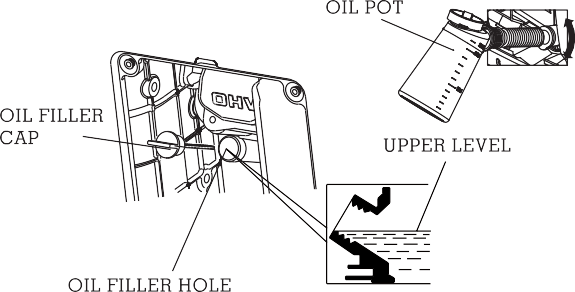 OIL POT
OIL FILLER
CAP
OHV
UPPER LEVEL
OIL FILLER HOLE